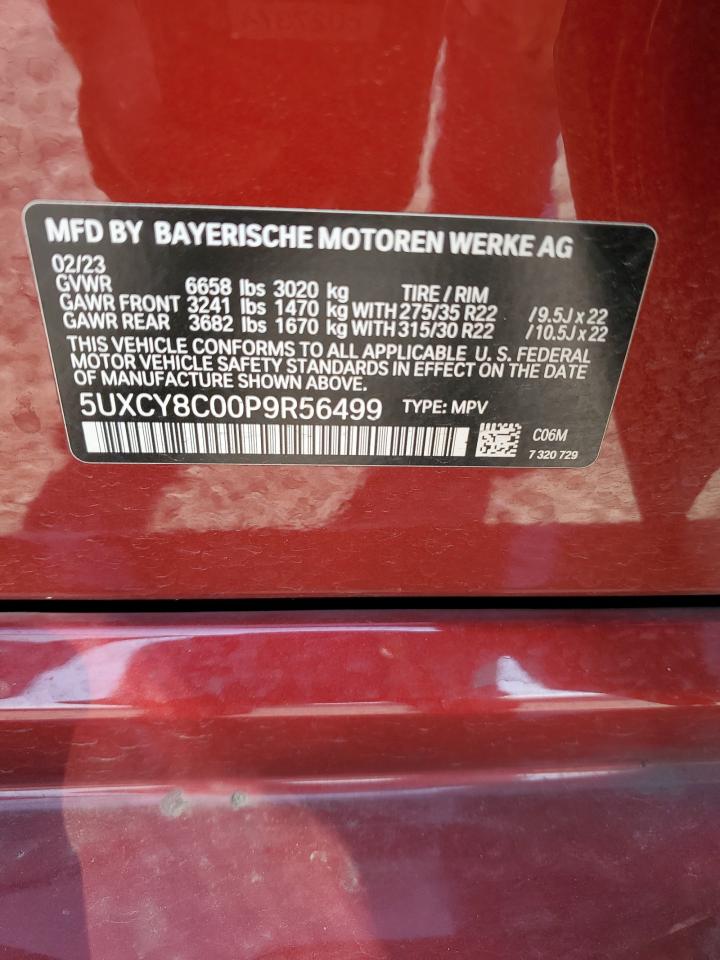 MFD BY BAYERISCHE MOTOREN WERKE AG
02/23
GVWR 6658 lbs 3020 kg TIRE / RIM
GAWR FRONT 3241 lbs 1470 kg WITH 275/35 R22 /9.5J x 22
GAWR REAR 3682 lbs 1670 kg WITH 315/30 R22 /10.5J x 22
THIS VEHICLE CONFORMS TO ALL APPLICABLE U. S. FEDERAL
MOTOR VEHICLE SAFETY STANDARDS IN EFFECT ON THE
DATE OF MANUFACTURE SHOWN ABOVE.
5UXCY8C00P9R56499 TYPE: MPV
C06M
7 320 729